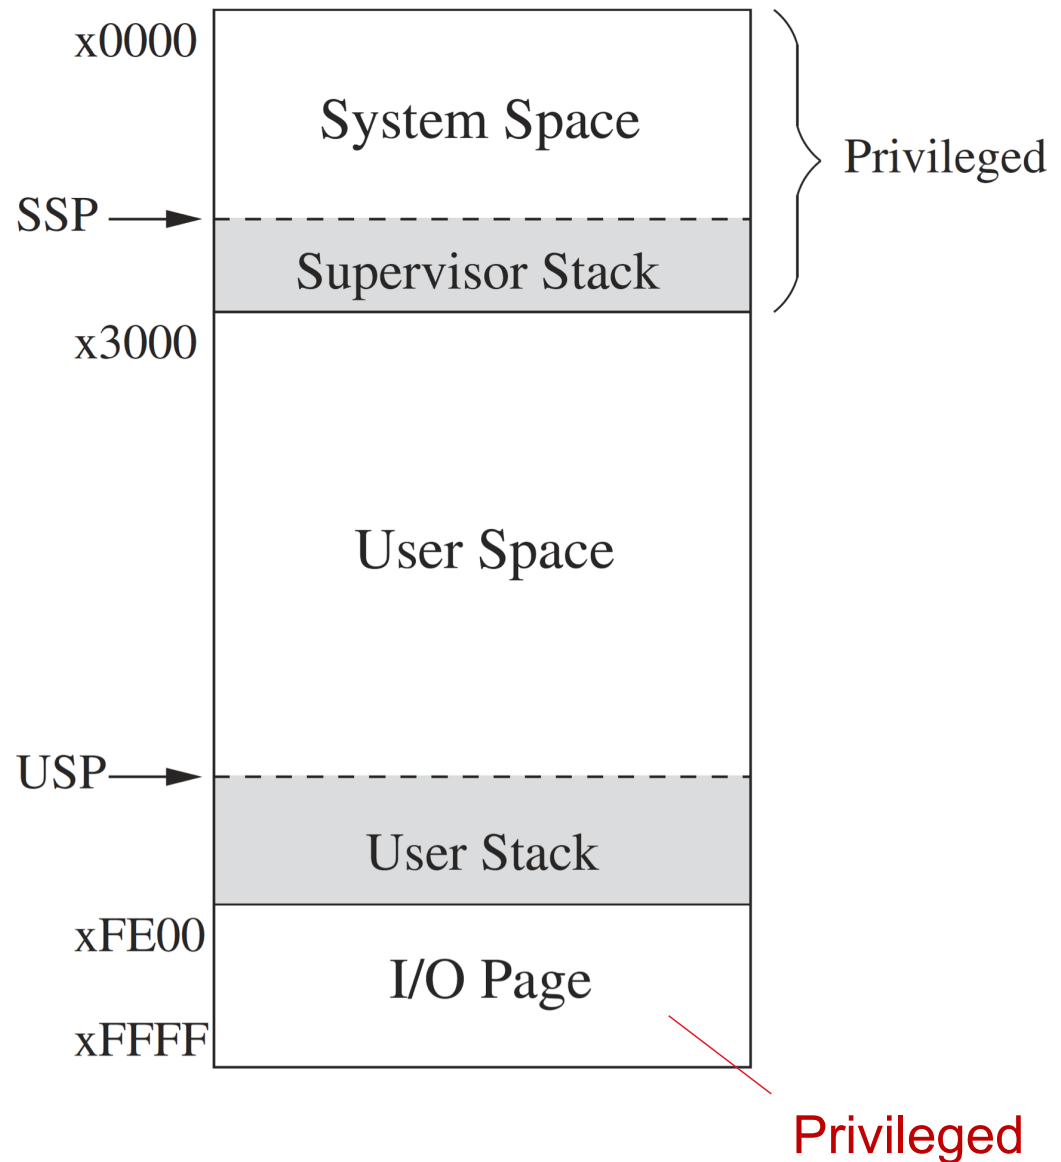 x0000
System Space
Privileged
SSP
Supervisor Stack
x3000
User Space
USP
User Stack
xFE00
I/O Page
xFFFF
Privileged